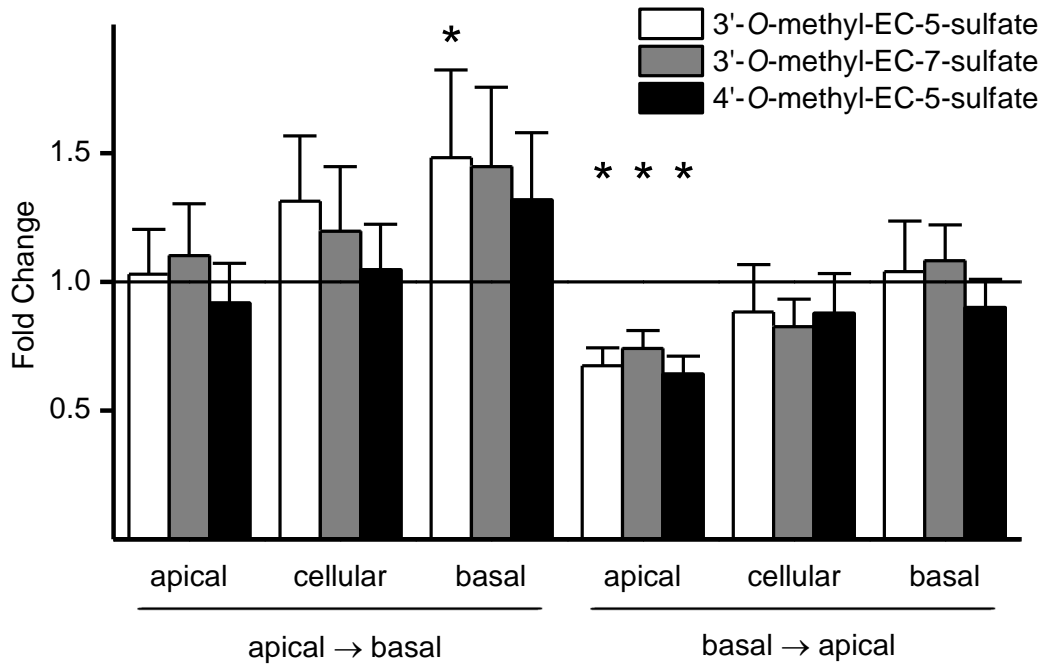 *
3'-O-methyl-EC-5-sulfate
3'-O-methyl-EC-7-sulfate
4'-O-methyl-EC-5-sulfate
1.5
* * *
1.0
0.5
Fold Change
apical cellular basal apical cellular basal
apical → basal basal → apical